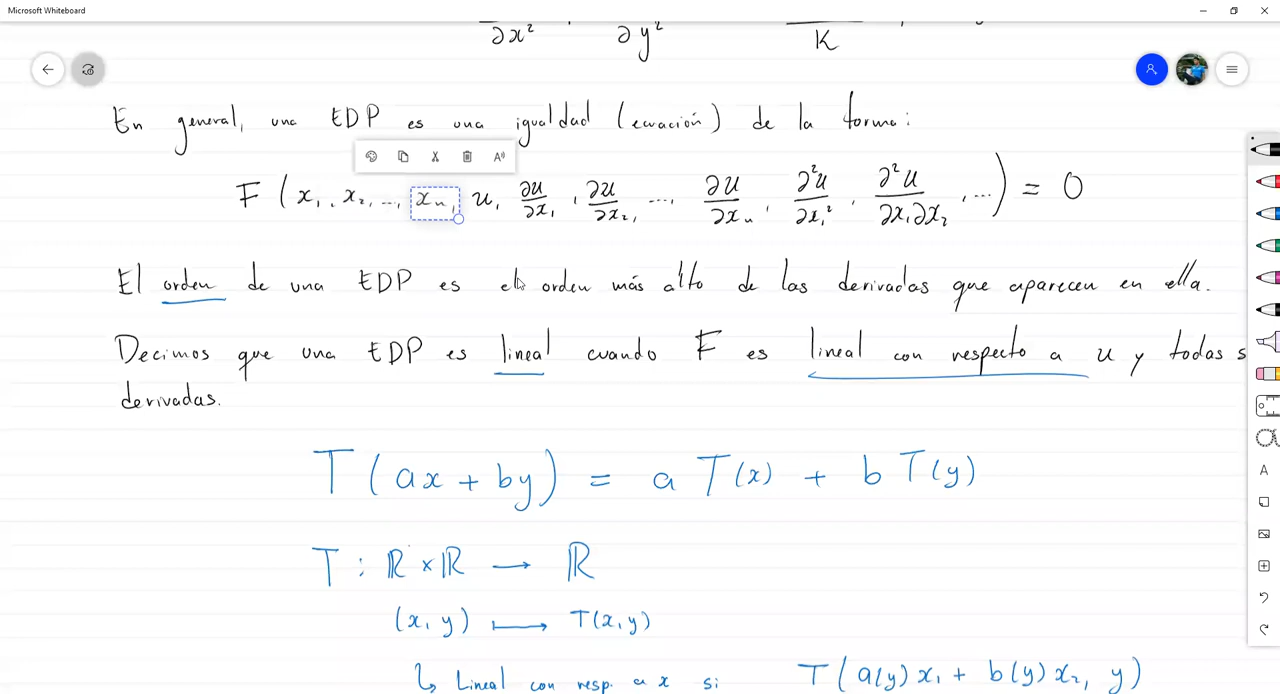 Microsoft Whiteboard
∂x² ∂y² K
En general, una EDP es una igualdad (ecuación) de la forma:
F(x₁, x₂, ..., xₙ, u, ∂u/∂x₁, ∂u/∂x₂, ... ∂u/∂xₙ, ∂²u/∂x₁², ∂²u/∂x₁∂x₂, ...) = 0
El orden de una EDP es el orden más alto de las derivadas que aparecen en ella.
Decimos que una EDP es lineal cuando F es lineal con respecto a u y todas s
derivadas.
T(ax + by) = a T(x) + b T(y)
T : ℝ × ℝ ⟶ ℝ
(x, y) ⟼ T(x, y)
↳ Lineal con resp. a x si T(a(y)x₁ + b(y)x₂, y)